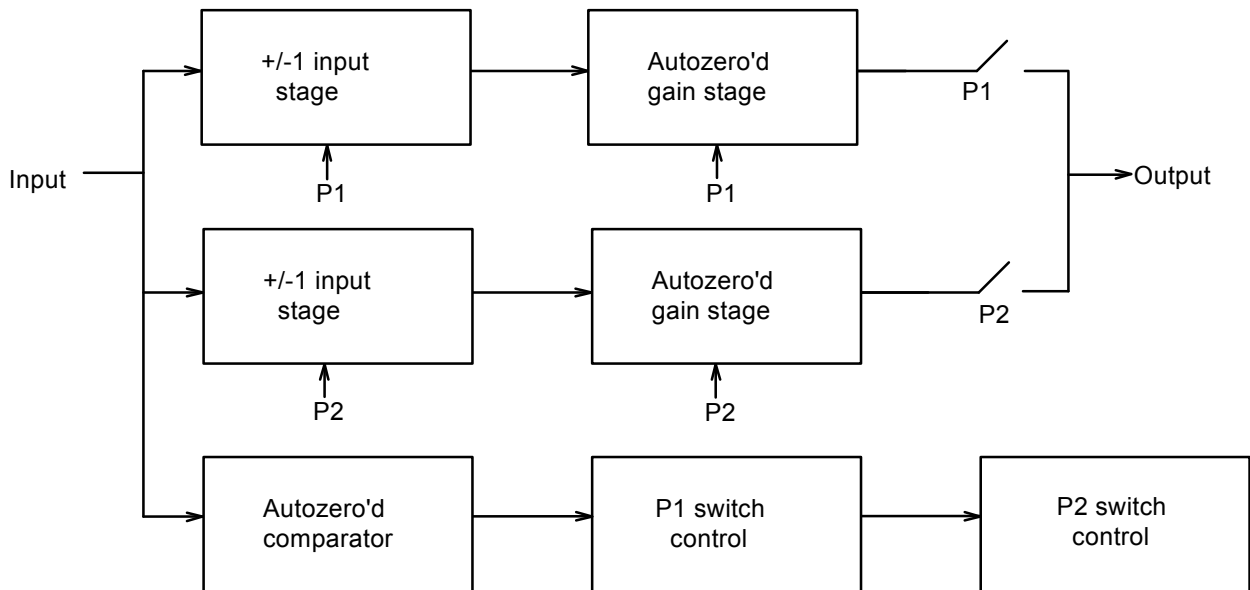 +/-1 input
stage
Autozero'd
gain stage
P1
P1
P1
Input
Output
+/-1 input
stage
Autozero'd
gain stage
P2
P2
P2
Autozero'd
comparator
P1 switch
control
P2 switch
control